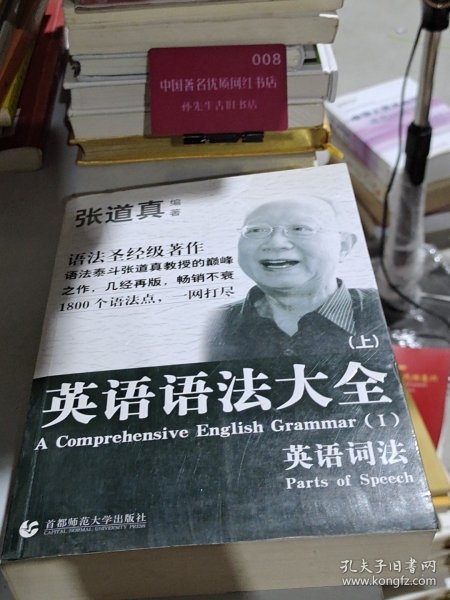 008
中国著名优质网红书店
孙先生古旧书店
张道真 编著
语法圣经级著作
语法泰斗张道真教授的巅峰
之作，几经再版，畅销不衰
1800个语法点，一网打尽
（上）
英语语法大全
A Comprehensive English Grammar (I)
英语词法
Parts of Speech
首都师范大学出版社
CAPITAL NORMAL UNIVERSITY PRESS
孔夫子旧书网
www.kongfz.com